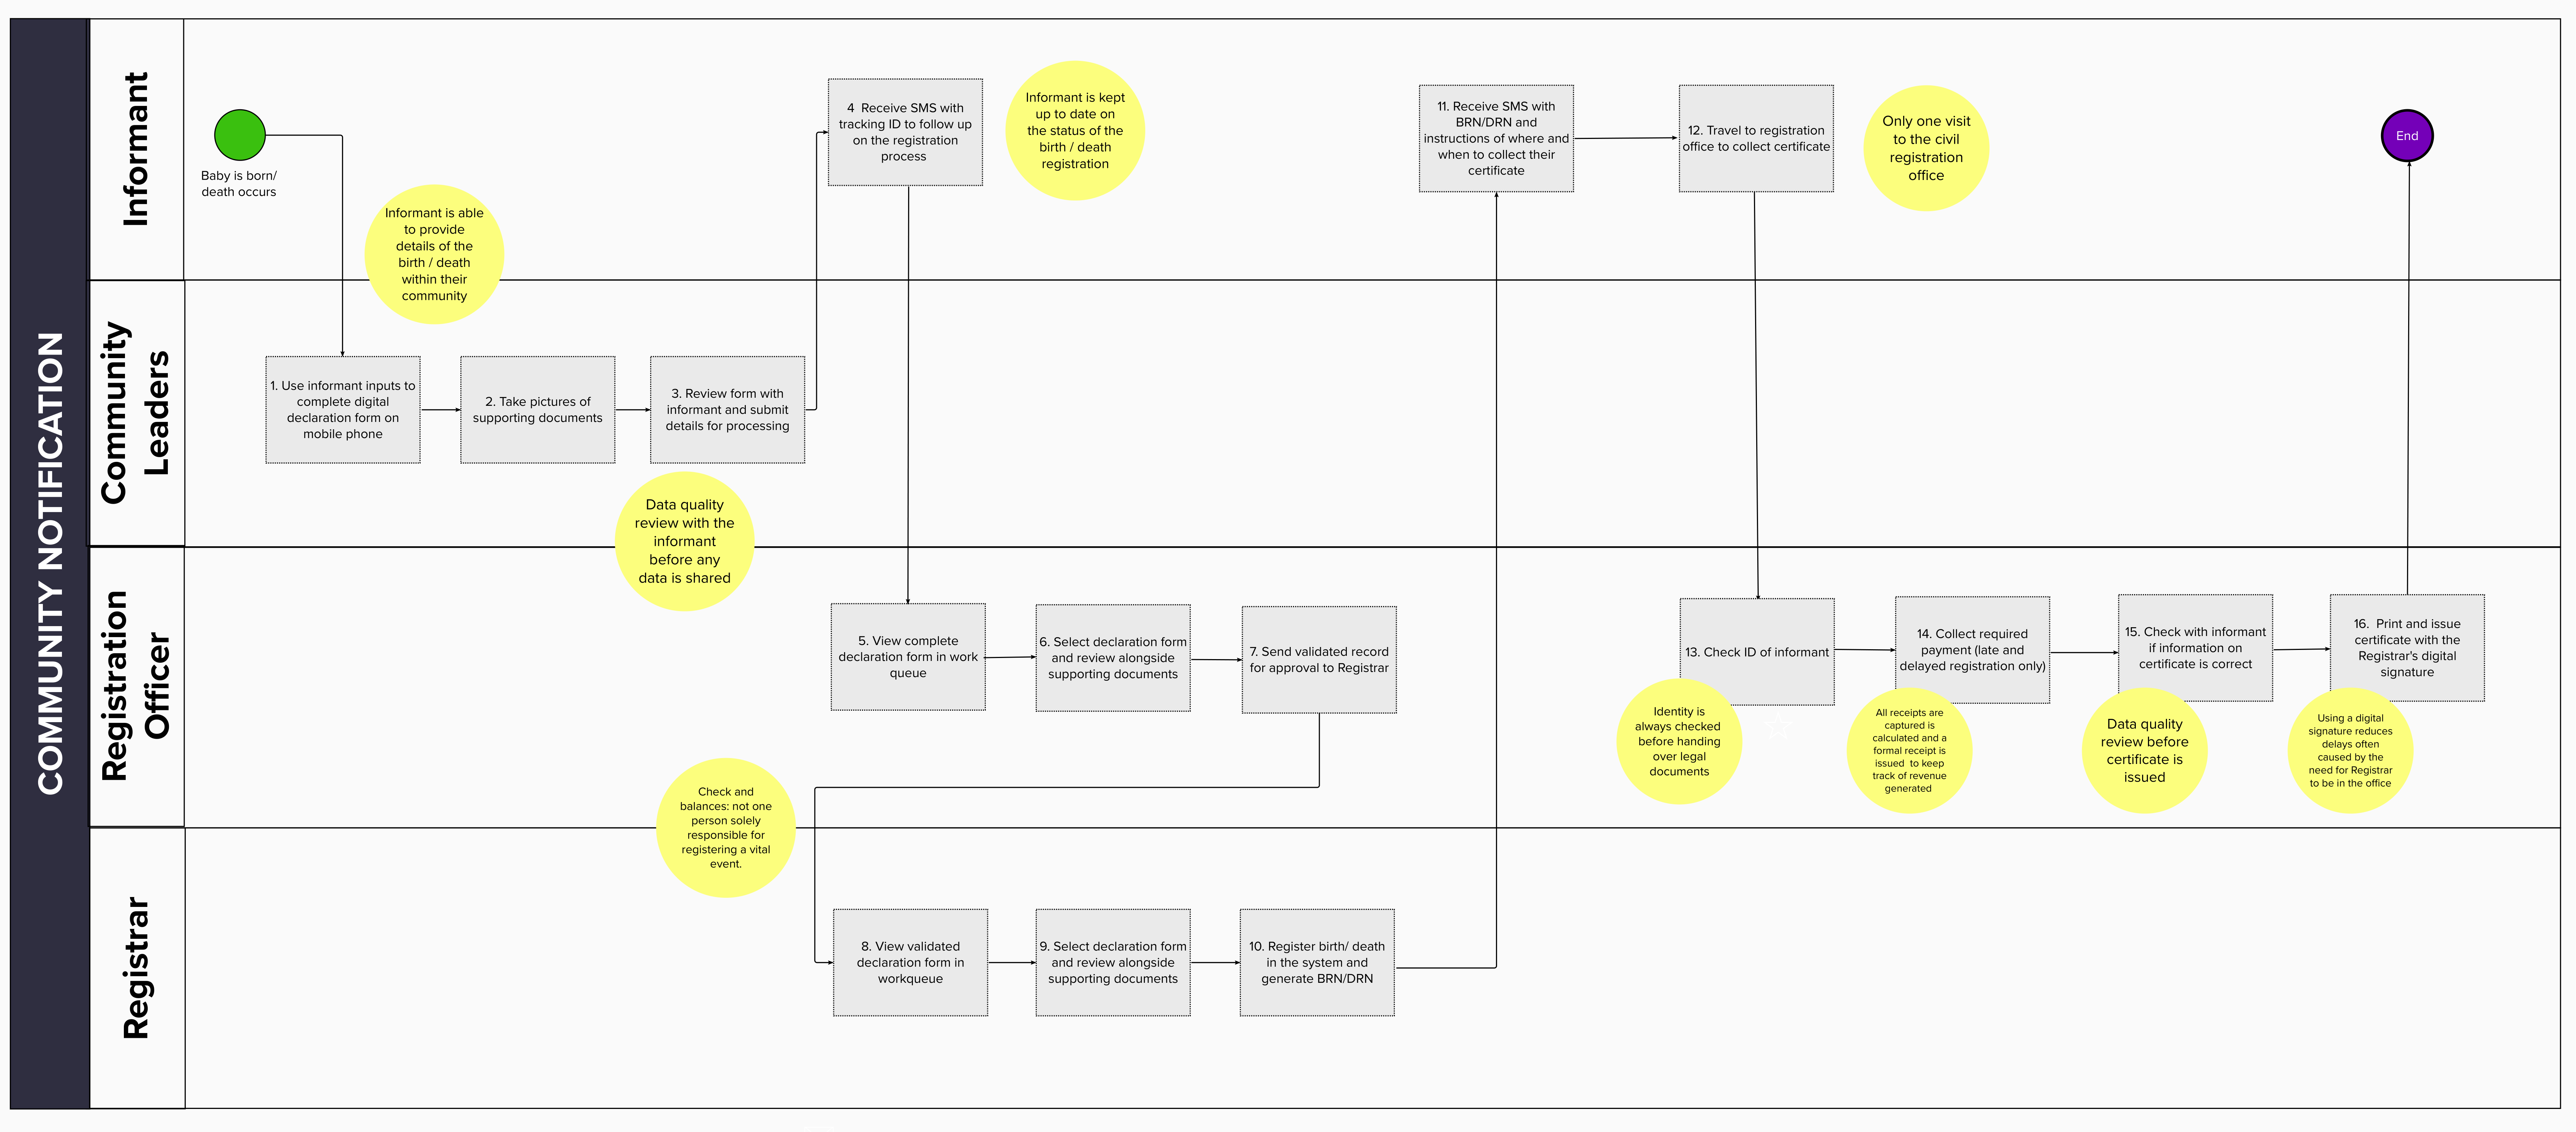 COMMUNITY NOTIFICATION
Informant
Baby is born/
death occurs
Informant is able
to provide
details of the
birth / death
within their
community
4  Receive SMS with
tracking ID to follow up
on the registration
process
Informant is kept
up to date on
the status of the
birth / death
registration
11. Receive SMS with
BRN/DRN and
instructions of where and
when to collect their
certificate
12. Travel to registration
office to collect certificate
Only one visit
to the civil
registration
office
End
Community
Leaders
1. Use informant inputs to
complete digital
declaration form on
mobile phone
2. Take pictures of
supporting documents
3. Review form with
informant and submit
details for processing
Data quality
review with the
informant
before any
data is shared
Registration
Officer
5. View complete
declaration form in work
queue
6. Select declaration form
and review alongside
supporting documents
7. Send validated record
for approval to Registrar
13. Check ID of informant
14. Collect required
payment (late and
delayed registration only)
15. Check with informant
if information on
certificate is correct
16.  Print and issue
certificate with the
Registrar's digital
signature
Identity is
always checked
before handing
over legal
documents
All receipts are
captured is
calculated and a
formal receipt is
issued  to keep
track of revenue
generated
Data quality
review before
certificate is
issued
Using a digital
signature reduces
delays often
caused by the
need for Registrar
to be in the office
Check and
balances: not one
person solely
responsible for
registering a vital
event.
Registrar
8. View validated
declaration form in
workqueue
9. Select declaration form
and review alongside
supporting documents
10. Register birth/ death
in the system and
generate BRN/DRN